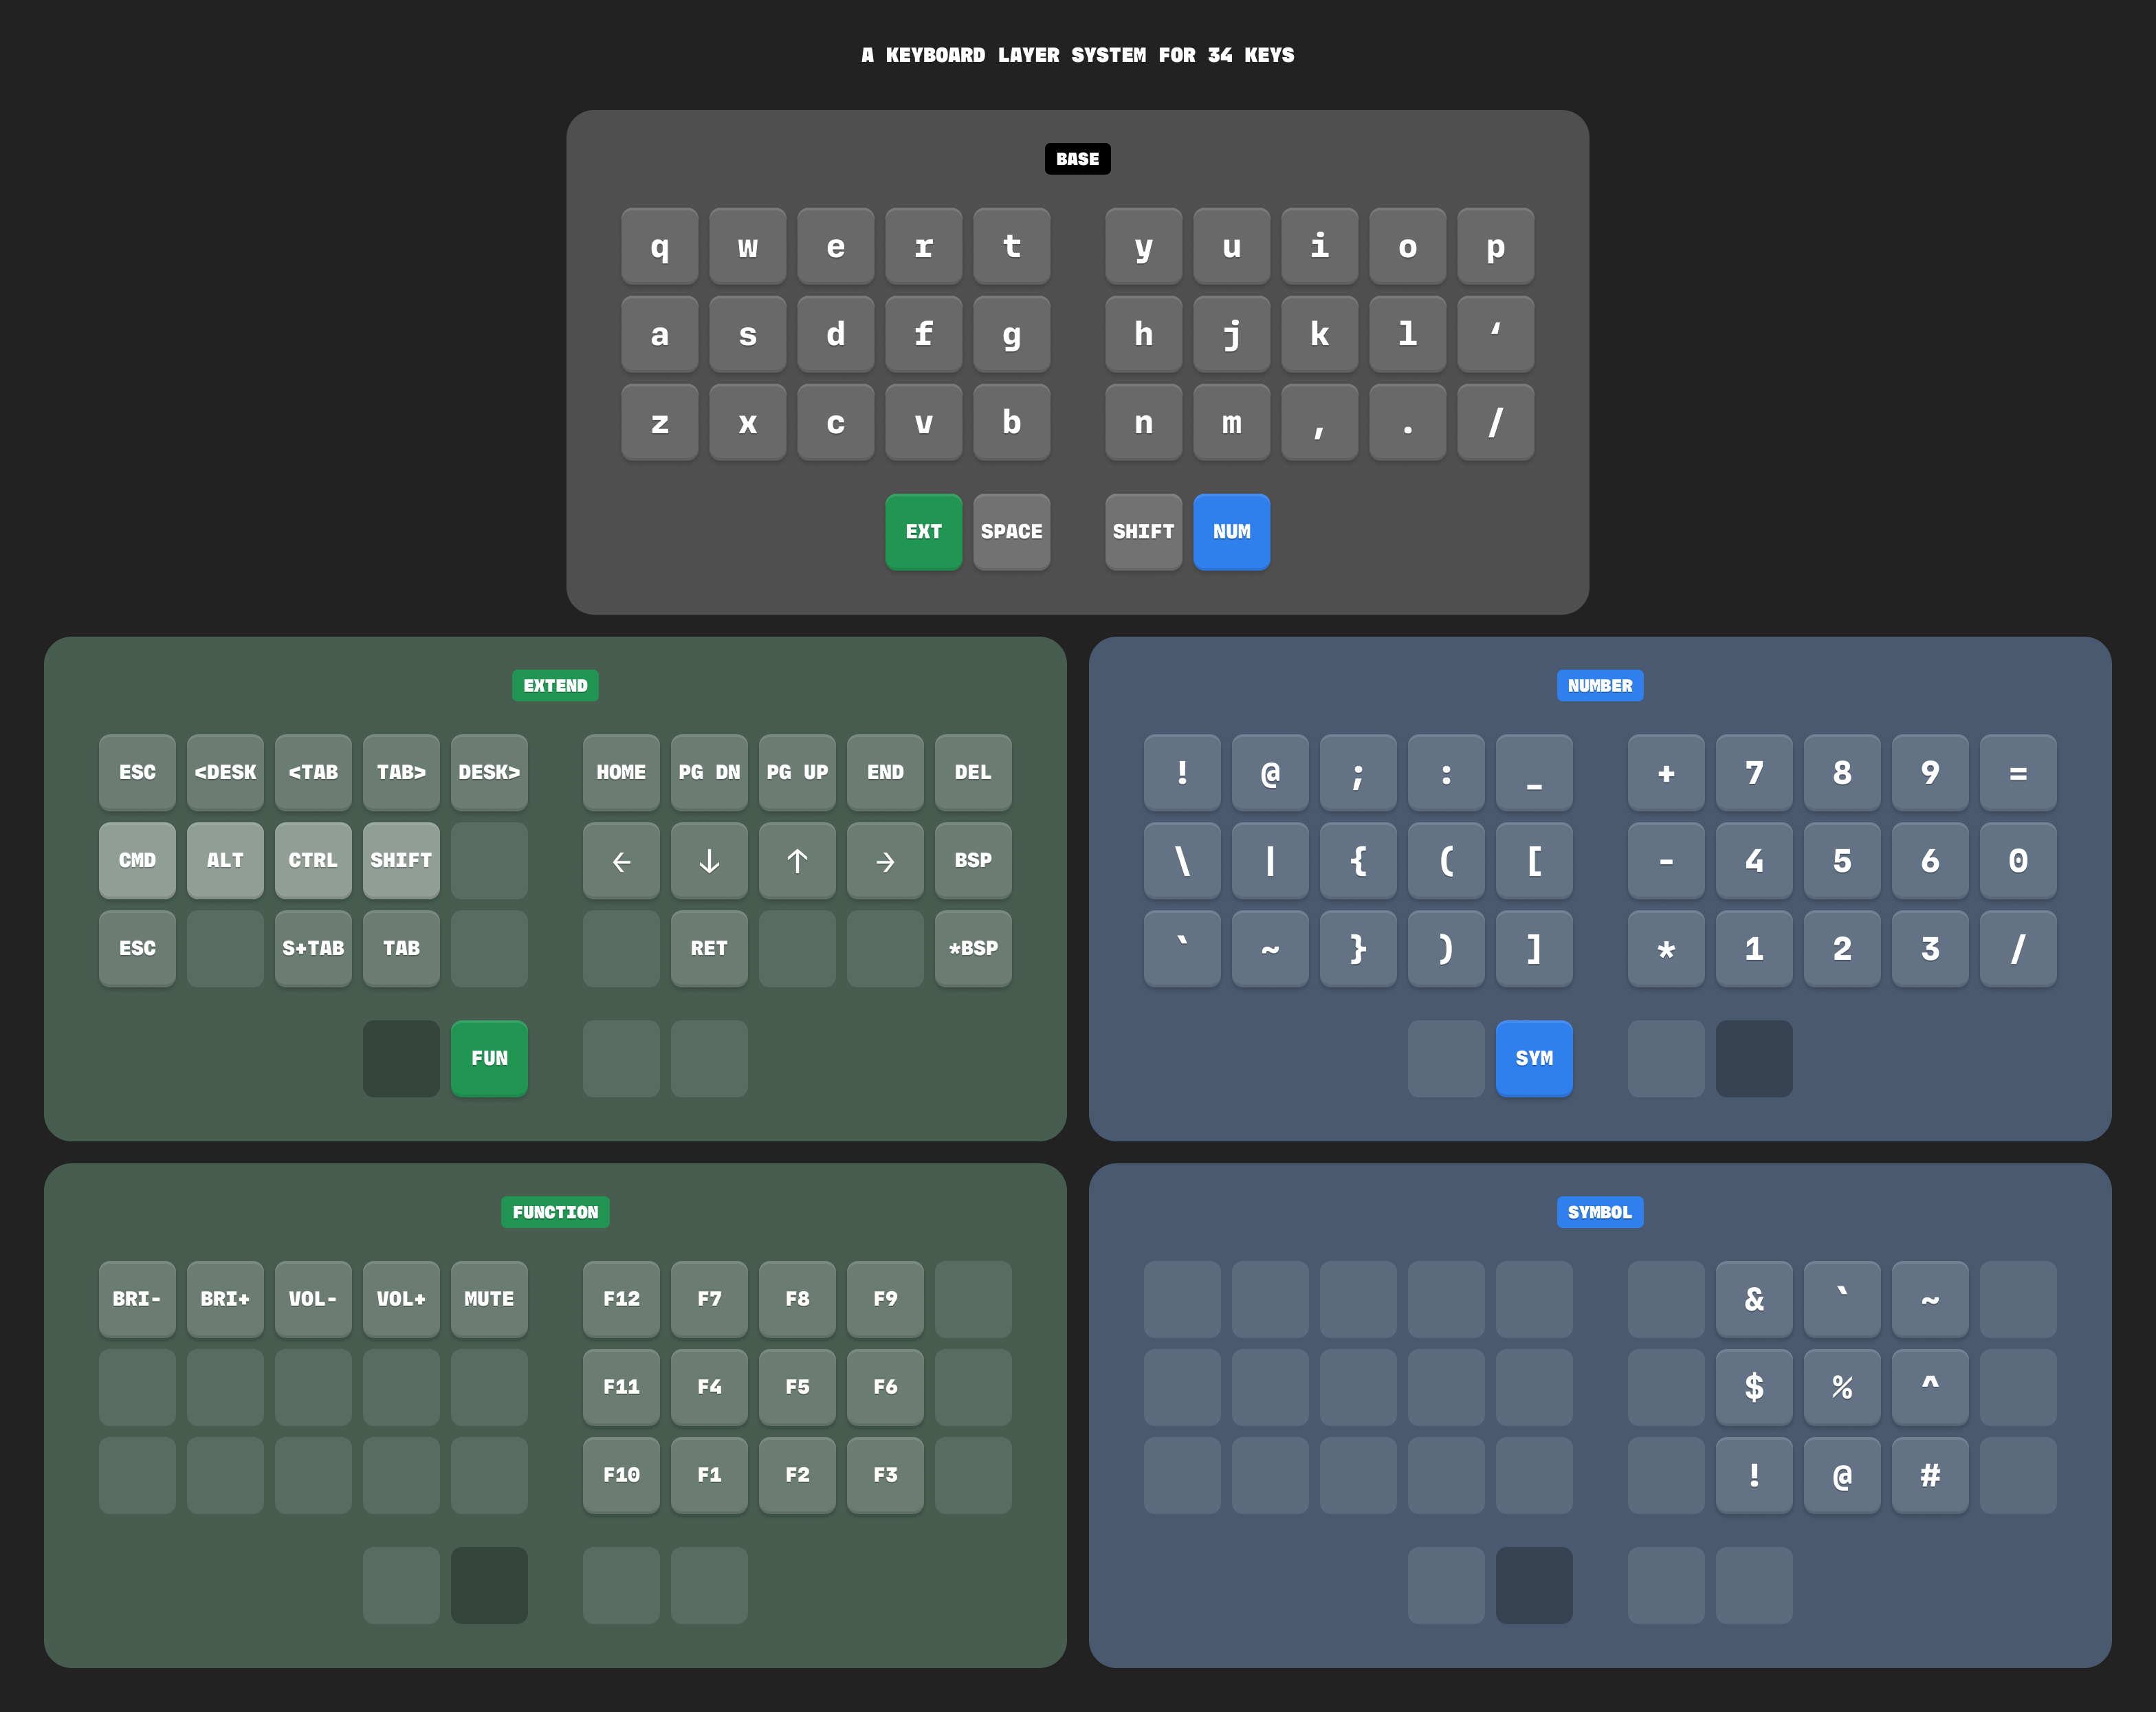 A KEYBOARD LAYER SYSTEM FOR 34 KEYS
BASE
q w e r t y u i o p
a s d f g h j k l ‘
z x c v b n m , . /
EXT SPACE SHIFT NUM
EXTEND
ESC <DESK <TAB TAB> DESK> HOME PG DN PG UP END DEL
CMD ALT CTRL SHIFT ← ↓ ↑ → BSP
ESC S+TAB TAB RET *BSP
FUN
NUMBER
! @ ; : _ + 7 8 9 =
\ | { ( [ - 4 5 6 0
` ~ } ) ] * 1 2 3 /
SYM
FUNCTION
BRI- BRI+ VOL- VOL+ MUTE F12 F7 F8 F9
F11 F4 F5 F6
F10 F1 F2 F3
SYMBOL
& ` ~
$ % ^
! @ #